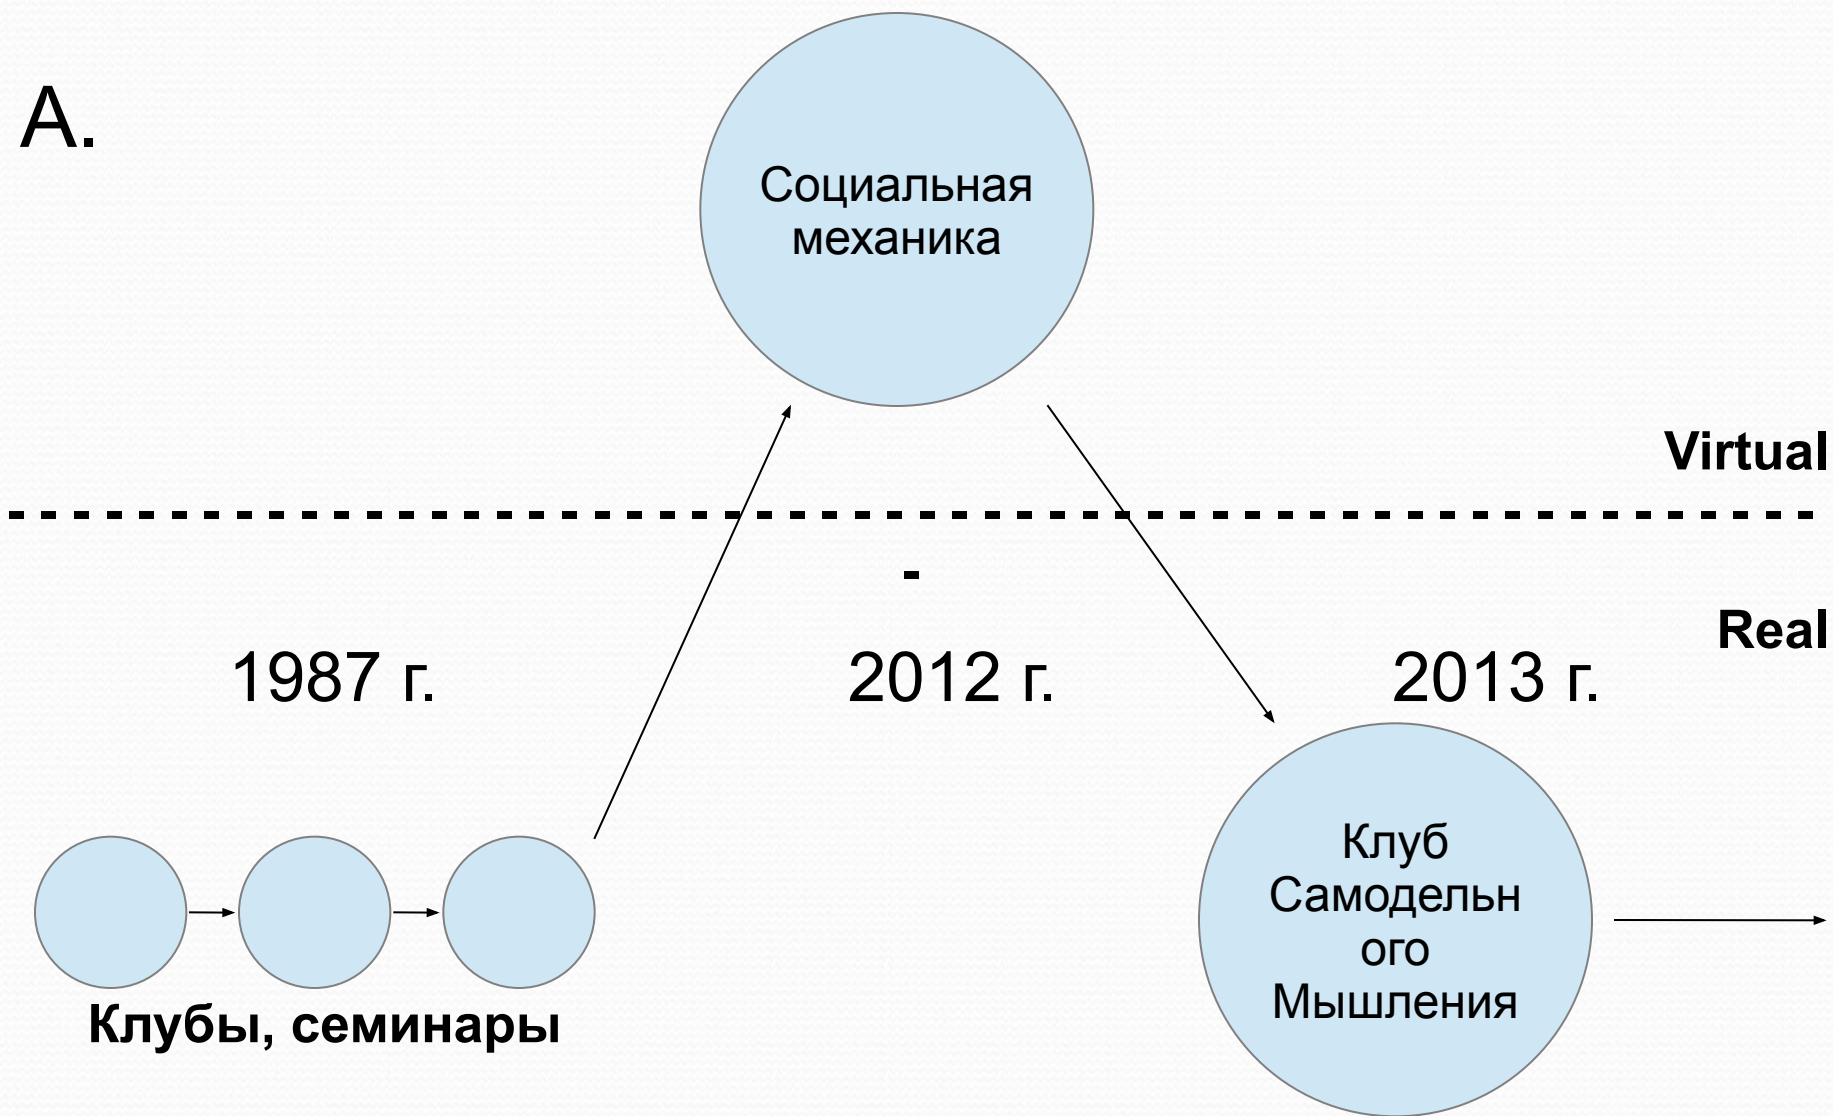 А.
Социальная
механика
Virtual
-
Real
1987 г.
2012 г.
2013 г.
Клуб
Самодельн
ого
Мышления
Клубы, семинары